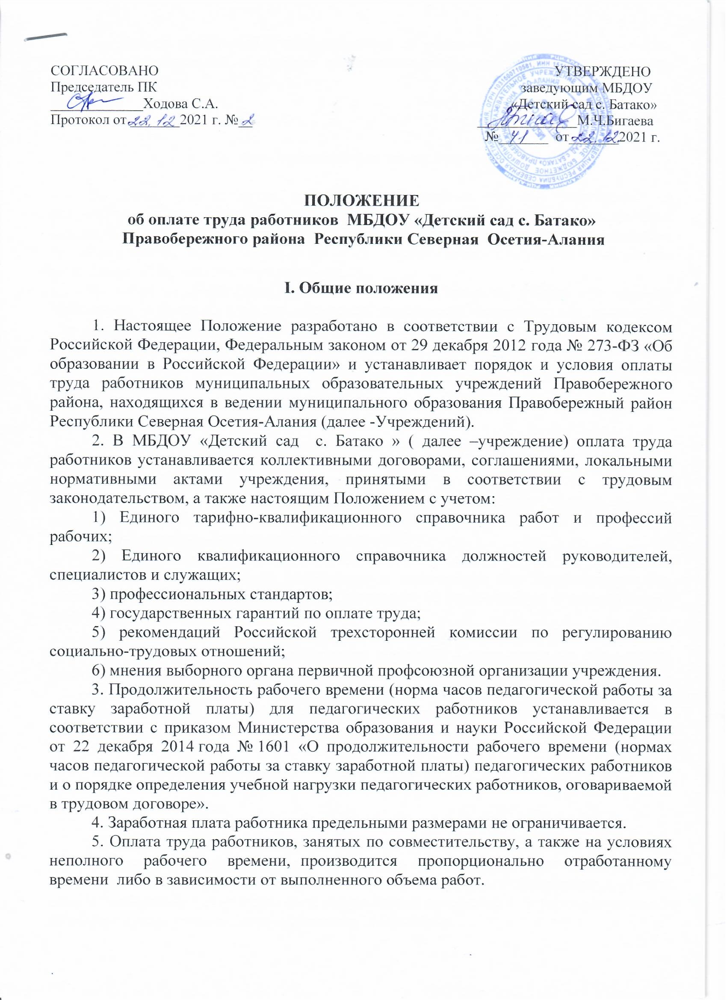 СОГЛАСОВАНО
Председатель ПК
_____________Ходова С.А.
Протокол от 22.12 2021 г. № 2
УТВЕРЖДЕНО
заведующим МБДОУ
«Детский сад с. Батако»
______________М.Ч.Бигаева
№ 41 от 22.12.2021 г.
ПОЛОЖЕНИЕ
об оплате труда работников МБДОУ «Детский сад с. Батако»
Правобережного района Республики Северная Осетия-Алания
I. Общие положения
1. Настоящее Положение разработано в соответствии с Трудовым кодексом
Российской Федерации, Федеральным законом от 29 декабря 2012 года № 273-ФЗ «Об
образовании в Российской Федерации» и устанавливает порядок и условия оплаты
труда работников муниципальных образовательных учреждений Правобережного
района, находящихся в ведении муниципального образования Правобережный район
Республики Северная Осетия-Алания (далее -Учреждений).
2. В МБДОУ «Детский сад с. Батако » ( далее –учреждение) оплата труда
работников устанавливается коллективными договорами, соглашениями, локальными
нормативными актами учреждения, принятыми в соответствии с трудовым
законодательством, а также настоящим Положением с учетом:
1) Единого тарифно-квалификационного справочника работ и профессий
рабочих;
2) Единого квалификационного справочника должностей руководителей,
специалистов и служащих;
3) профессиональных стандартов;
4) государственных гарантий по оплате труда;
5) рекомендаций Российской трехсторонней комиссии по регулированию
социально-трудовых отношений;
6) мнения выборного органа первичной профсоюзной организации учреждения.
3. Продолжительность рабочего времени (норма часов педагогической работы за
ставку заработной платы) для педагогических работников устанавливается в
соответствии с приказом Министерства образования и науки Российской Федерации
от 22 декабря 2014 года № 1601 «О продолжительности рабочего времени (нормах
часов педагогической работы за ставку заработной платы) педагогических работников
и о порядке определения учебной нагрузки педагогических работников, оговариваемой
в трудовом договоре».
4. Заработная плата работника предельными размерами не ограничивается.
5. Оплата труда работников, занятых по совместительству, а также на условиях
неполного рабочего времени, производится пропорционально отработанному
времени либо в зависимости от выполненного объема работ.